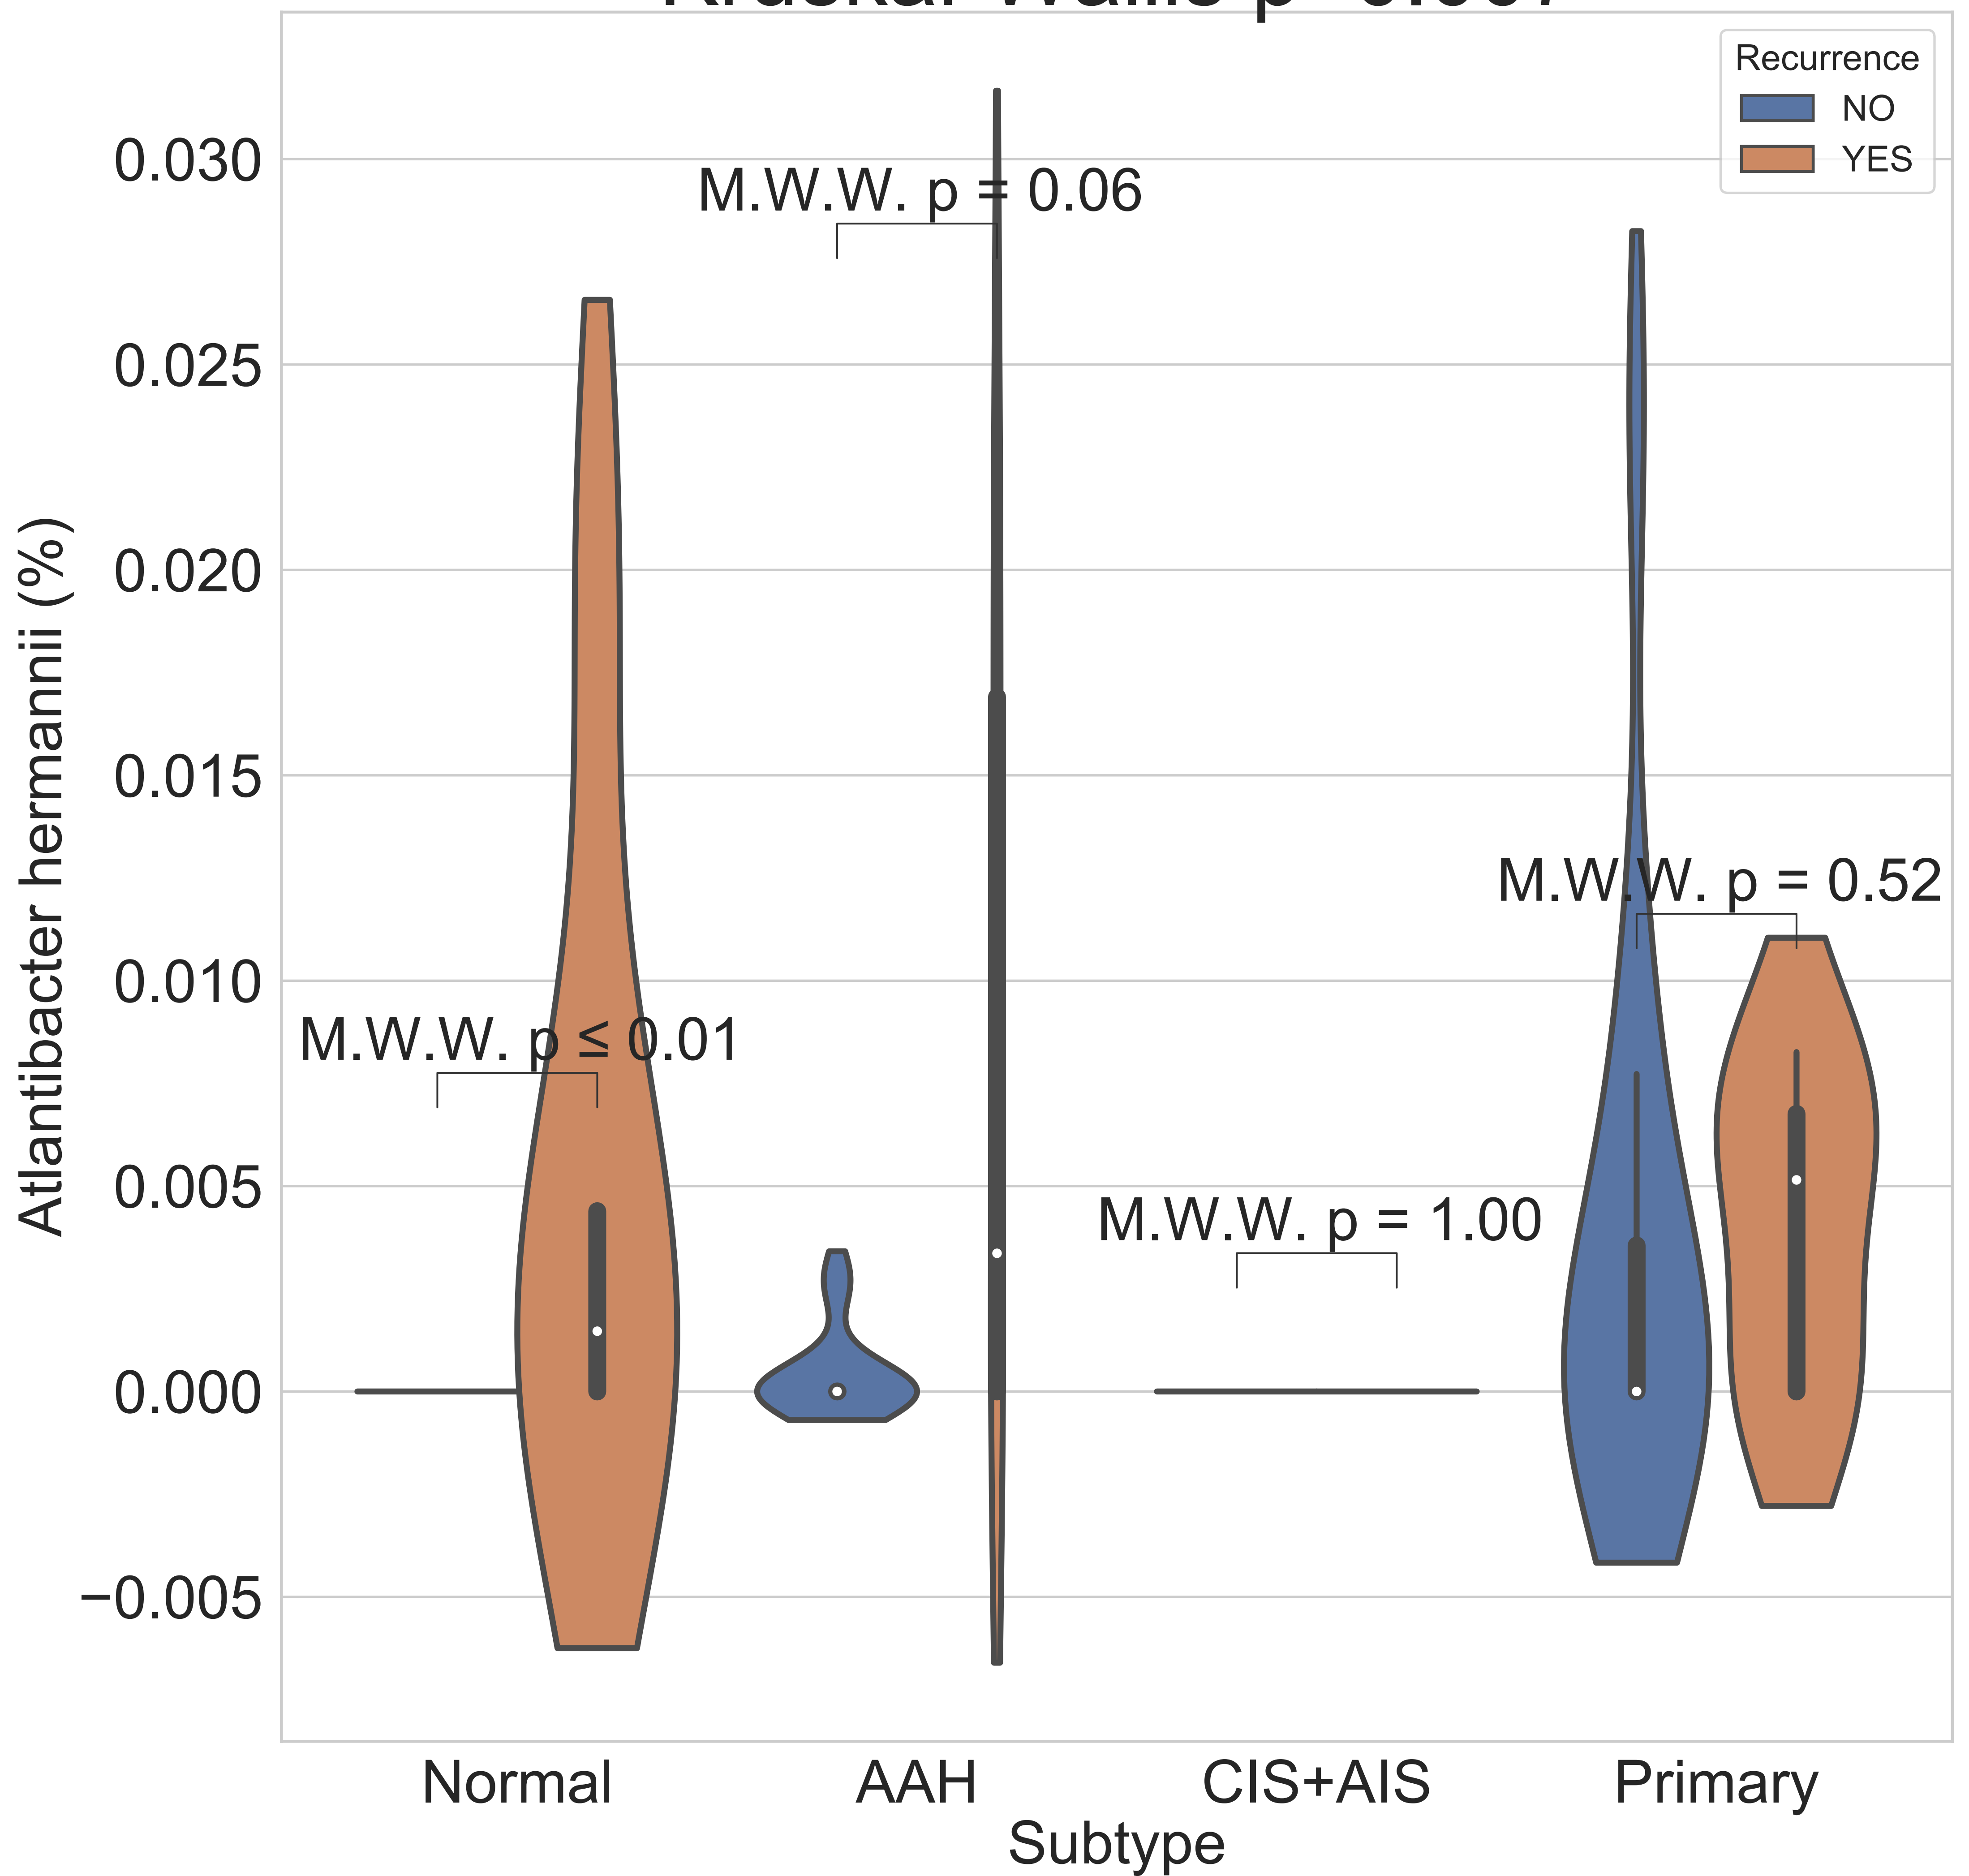 Recurrence
NO
YES
0.030
0.025
0.020
0.015
0.010
0.005
0.000
−0.005
Atlantibacter hermannii (%)
M.W.W. p = 0.06
M.W.W. p = 0.52
M.W.W. p ≤ 0.01
M.W.W. p = 1.00
Normal
AAH
CIS+AIS
Primary
Subtype